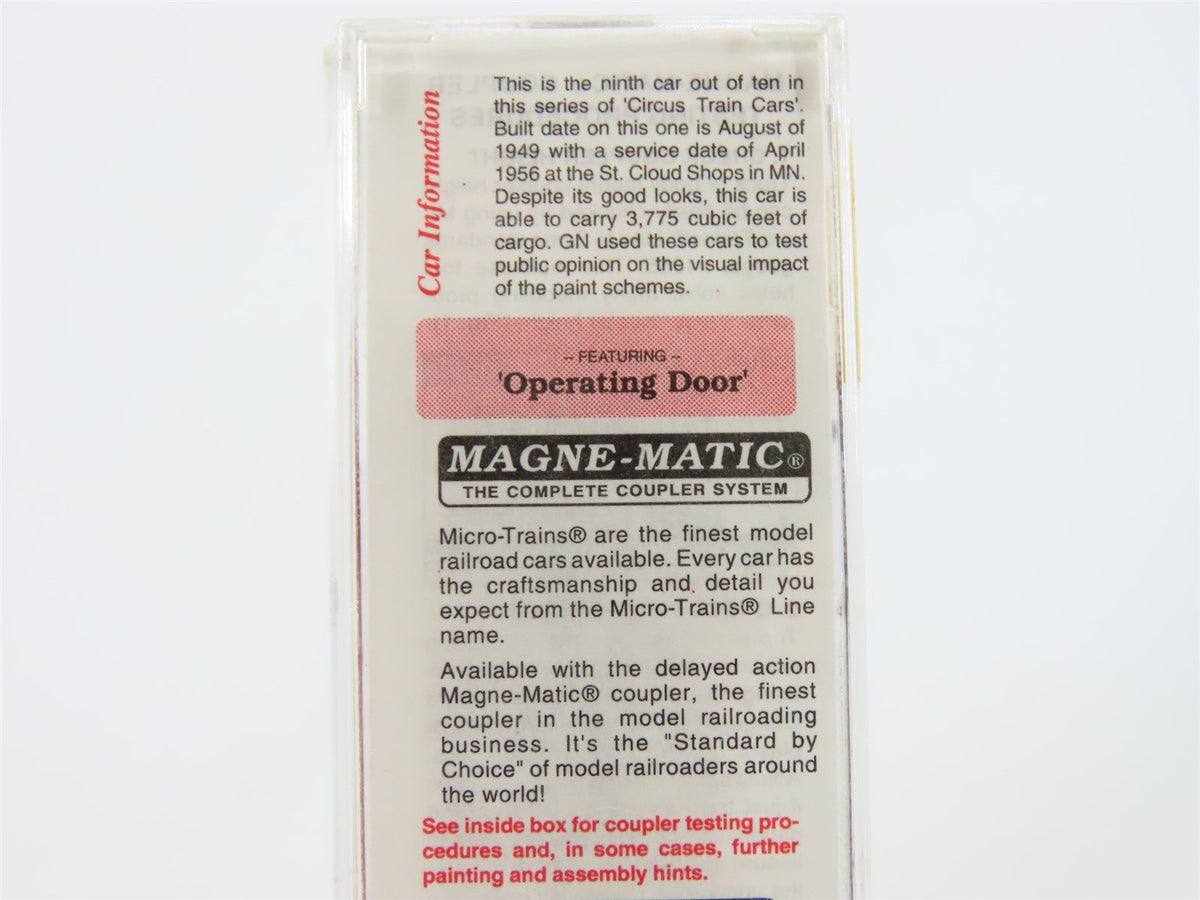 Car Information
This is the ninth car out of ten in
this series of 'Circus Train Cars'.
Built date on this one is August of
1949 with a service date of April
1956 at the St. Cloud Shops in MN.
Despite its good looks, this car is
able to carry 3,775 cubic feet of
cargo. GN used these cars to test
public opinion on the visual impact
of the paint schemes.
– FEATURING –
'Operating Door'
MAGNE-MATIC®
THE COMPLETE COUPLER SYSTEM
Micro-Trains® are the finest model
railroad cars available. Every car has
the craftsmanship and detail you
expect from the Micro-Trains® Line
name.
Available with the delayed action
Magne-Matic® coupler, the finest
coupler in the model railroading
business. It's the "Standard by
Choice" of model railroaders around
the world!
See inside box for coupler testing pro-
cedures and, in some cases, further
painting and assembly hints.